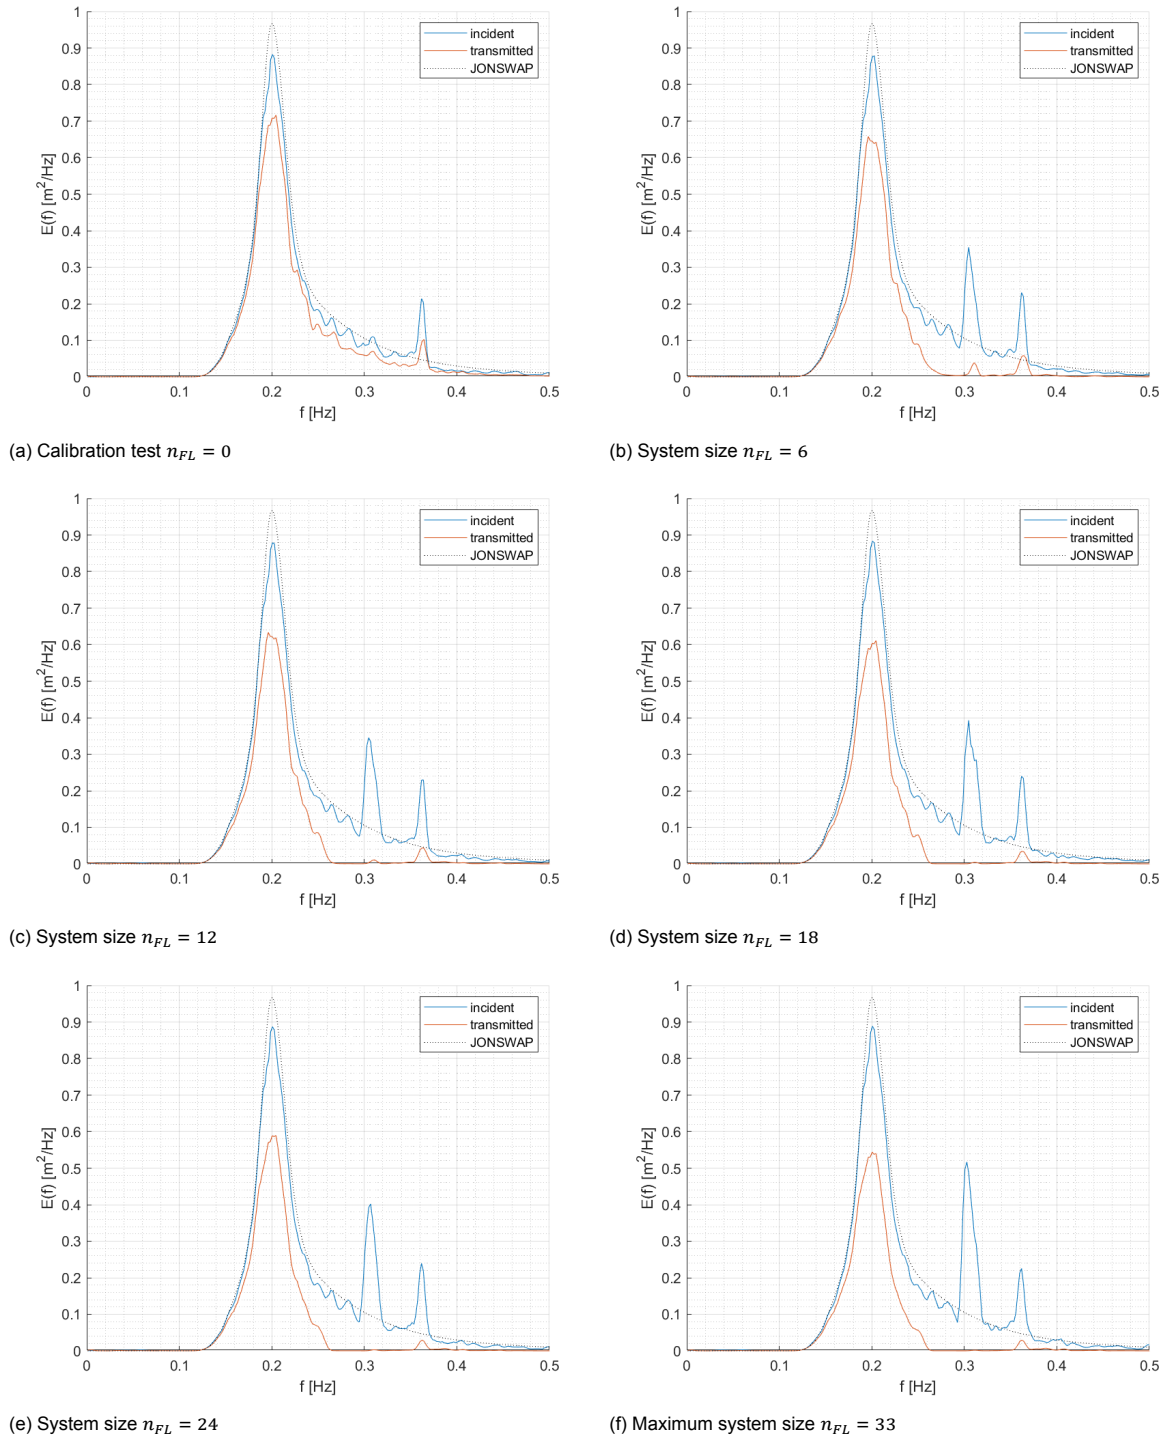 1
0.9
0.8
0.7
0.6
0.5
0.4
0.3
0.2
0.1
0
E(f) [m²/Hz]
incident
transmitted
JONSWAP
0 0.1 0.2 0.3 0.4 0.5
f [Hz]
(a) Calibration test n_FL = 0
1
0.9
0.8
0.7
0.6
0.5
0.4
0.3
0.2
0.1
0
E(f) [m²/Hz]
incident
transmitted
JONSWAP
0 0.1 0.2 0.3 0.4 0.5
f [Hz]
(b) System size n_FL = 6
1
0.9
0.8
0.7
0.6
0.5
0.4
0.3
0.2
0.1
0
E(f) [m²/Hz]
incident
transmitted
JONSWAP
0 0.1 0.2 0.3 0.4 0.5
f [Hz]
(c) System size n_FL = 12
1
0.9
0.8
0.7
0.6
0.5
0.4
0.3
0.2
0.1
0
E(f) [m²/Hz]
incident
transmitted
JONSWAP
0 0.1 0.2 0.3 0.4 0.5
f [Hz]
(d) System size n_FL = 18
1
0.9
0.8
0.7
0.6
0.5
0.4
0.3
0.2
0.1
0
E(f) [m²/Hz]
incident
transmitted
JONSWAP
0 0.1 0.2 0.3 0.4 0.5
f [Hz]
(e) System size n_FL = 24
1
0.9
0.8
0.7
0.6
0.5
0.4
0.3
0.2
0.1
0
E(f) [m²/Hz]
incident
transmitted
JONSWAP
0 0.1 0.2 0.3 0.4 0.5
f [Hz]
(f) Maximum system size n_FL = 33